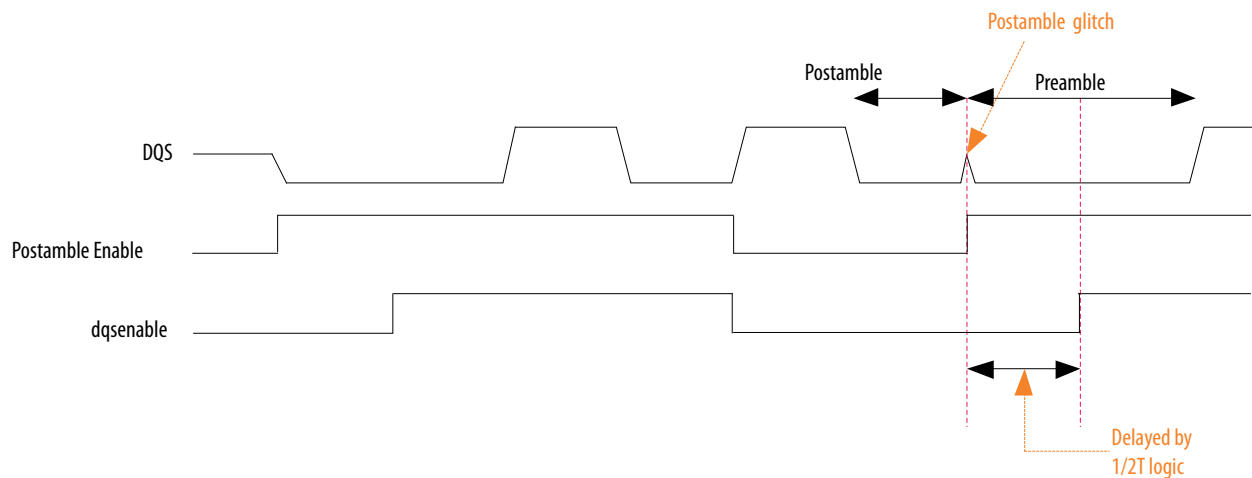 Postamble glitch
Postamble
Preamble
DQS
Postamble Enable
dqsenable
Delayed by
1/2T logic